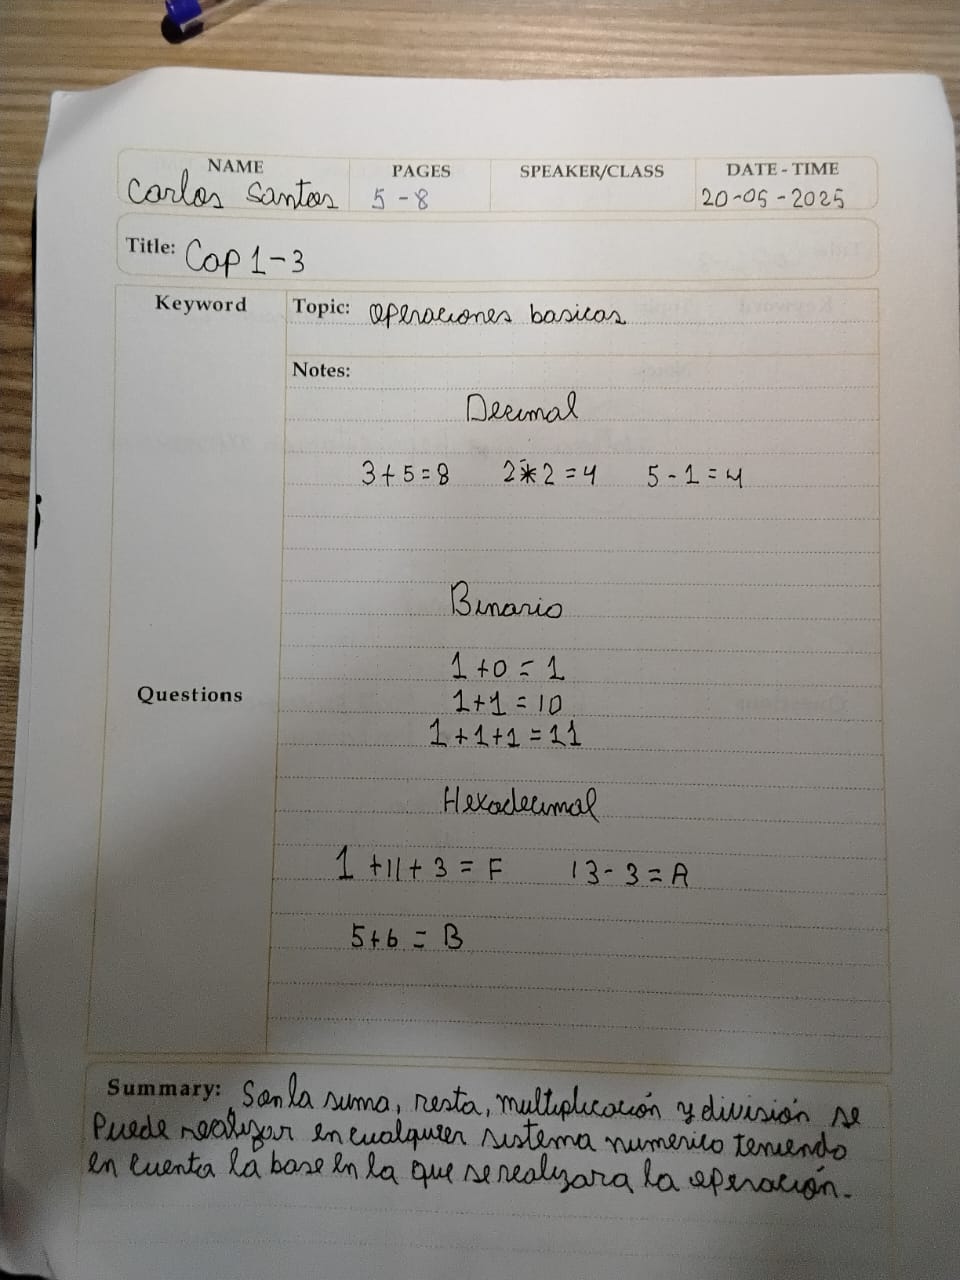 NAME PAGES SPEAKER/CLASS DATE - TIME
Carlos Santos 5-8 20-05-2025
Title: Cap 1-3
Keyword Topic: Operaciones basicas
Notes:
Decimal
3+5=8 2*2=4 5-1=4
Binario
1+0=1
Questions
1+1=10
1+1+1=11
Hexadecimal
1+11+3=F 13-3=A
5+6=B
Summary: Son la suma, resta, multiplicación y división se
Puede realizar en cualquier sistema numerico teniendo
en cuenta la base en la que se realizara la operación.